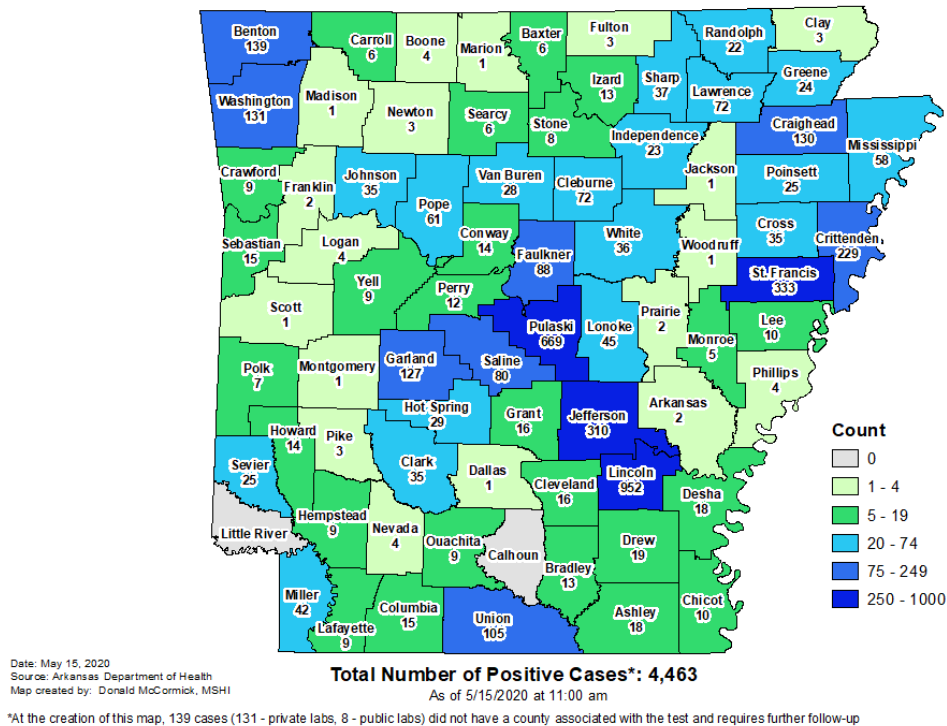 Benton
139
Carroll
6
Boone
4
Marion
1
Baxter
6
Fulton
3
Randolph
22
Clay
3
Washington
131
Madison
1
Newton
3
Searcy
6
Stone
8
Izard
13
Sharp
37
Lawrence
72
Greene
24
Independence
23
Craighead
130
Mississippi
58
Crawford
9
Franklin
2
Johnson
35
Pope
61
Van Buren
28
Cleburne
72
Jackson
1
Poinsett
25
Sebastian
15
Logan
4
Conway
14
Faulkner
88
White
36
Woodruff
1
Cross
35
Crittenden
229
St. Francis
333
Scott
1
Yell
9
Perry
12
Pulaski
669
Lonoke
45
Prairie
2
Monroe
5
Lee
10
Polk
7
Montgomery
1
Garland
127
Saline
80
Phillips
4
Hot Spring
29
Grant
16
Jefferson
310
Arkansas
2
Howard
14
Pike
3
Clark
35
Dallas
1
Cleveland
16
Lincoln
952
Desha
18
Sevier
25
Little River
Hempstead
9
Nevada
4
Ouachita
9
Calhoun
Bradley
13
Drew
19
Miller
42
Lafayette
9
Columbia
15
Union
105
Ashley
18
Chicot
10
Count
0
1 - 4
5 - 19
20 - 74
75 - 249
250 - 1000
Date: May 15, 2020
Source: Arkansas Department of Health
Map created by: Donald McCormick, MSHI
Total Number of Positive Cases*: 4,463
As of 5/15/2020 at 11:00 am
*At the creation of this map, 139 cases (131 - private labs, 8 - public labs) did not have a county associated with the test and requires further follow-up